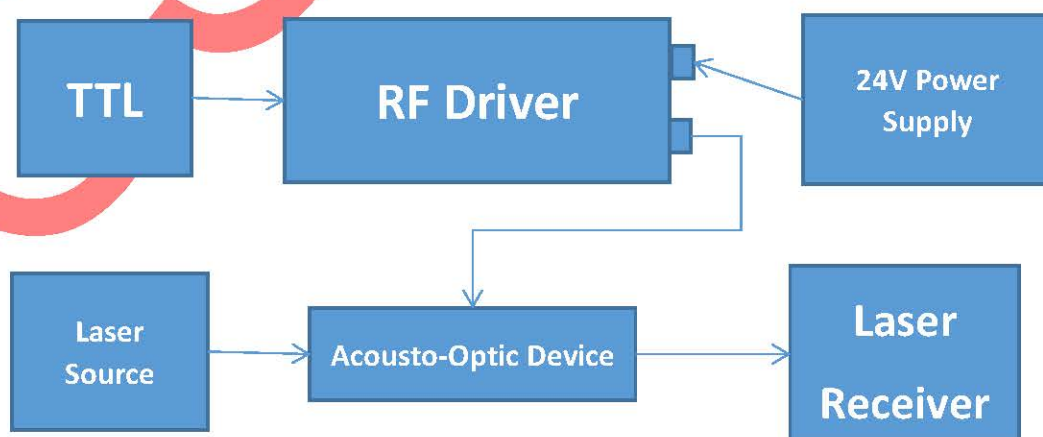 TTL
RF Driver
24V Power
Supply
Laser
Source
Acousto-Optic Device
Laser
Receiver